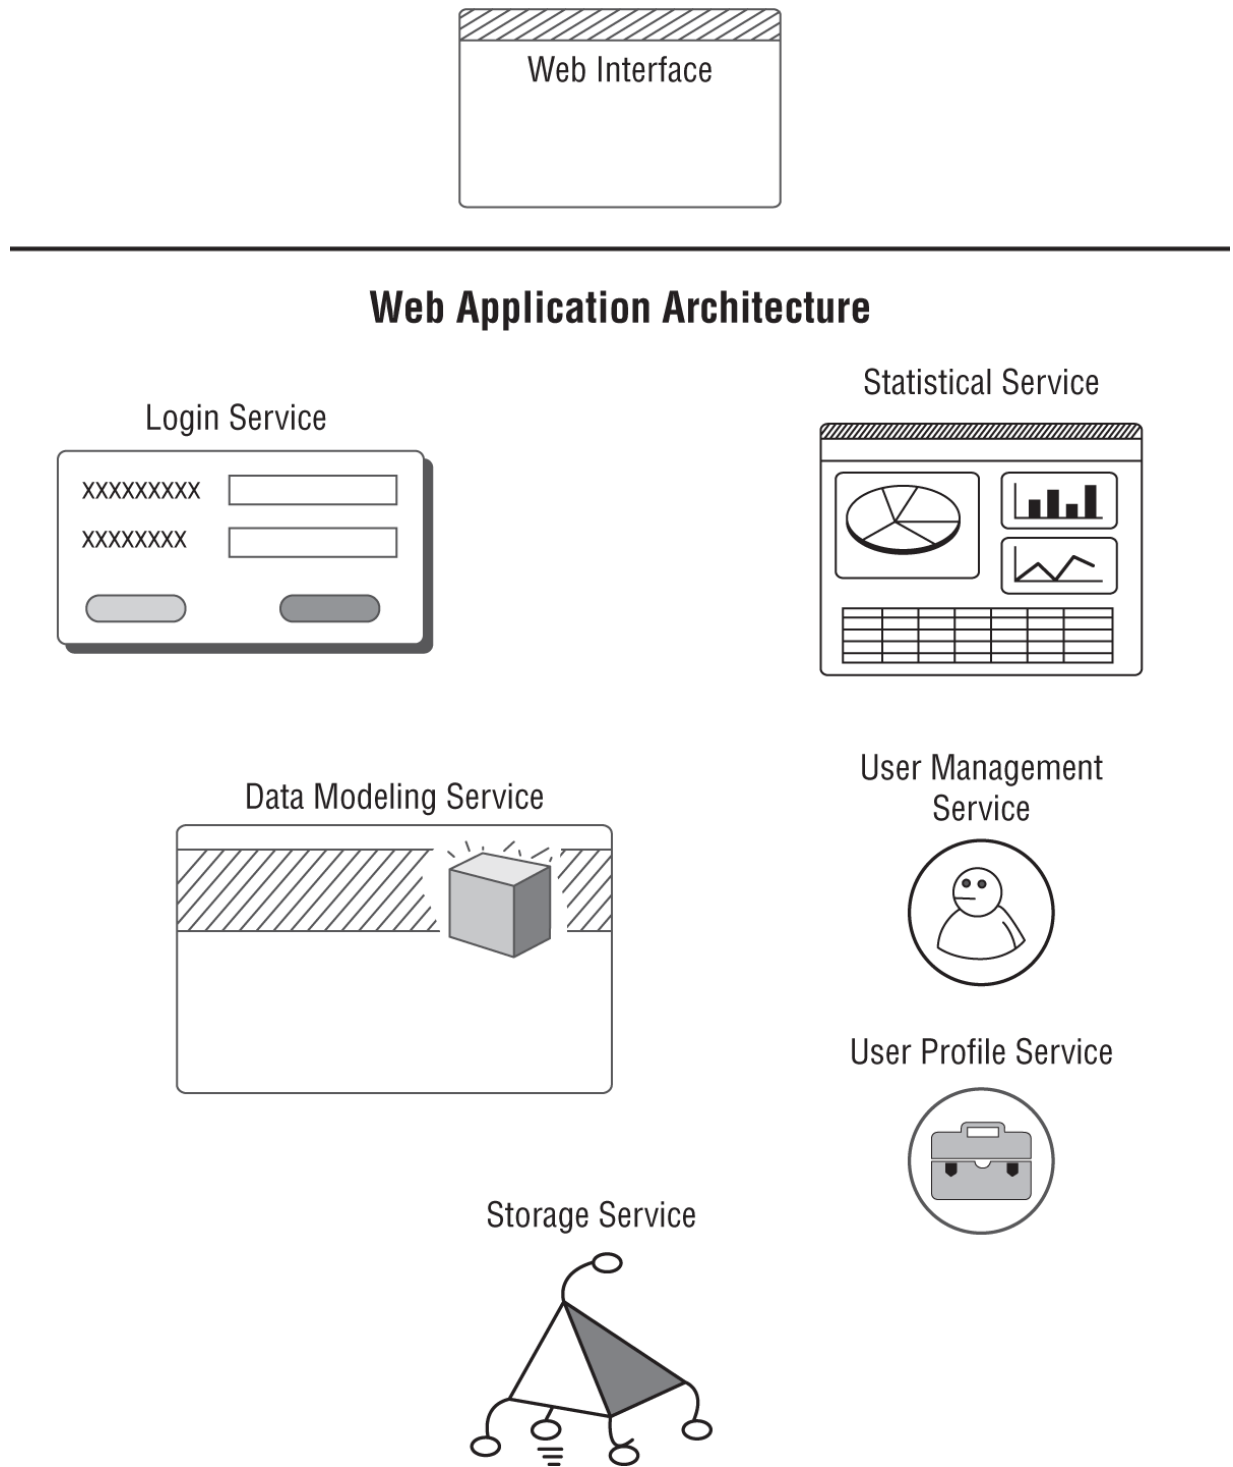 Web Interface
Web Application Architecture
Statistical Service
Login Service
XXXXXXXXX
XXXXXXXX
User Management
Service
Data Modeling Service
User Profile Service
Storage Service